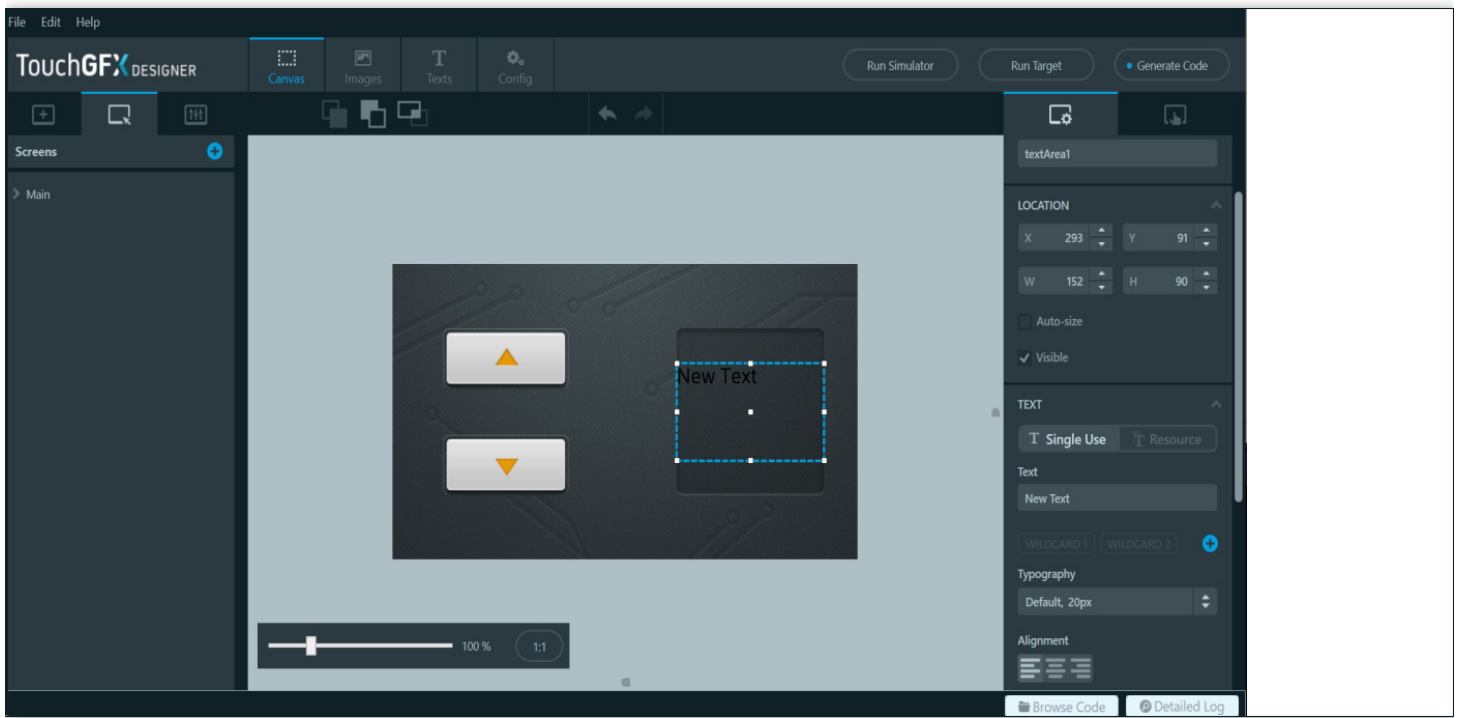 File Edit Help
TouchGFX DESIGNER
Canvas
Images
Texts
Config
Run Simulator
Run Target
Generate Code
Screens
Main
textArea1
LOCATION
X 293 Y 91
W 152 H 90
Auto-size
Visible
New Text
TEXT
T Single Use T Resource
Text
New Text
WILDCARD 1 WILDCARD 2
Typography
Default, 20px
Alignment
100 % 1:1
Browse Code Detailed Log